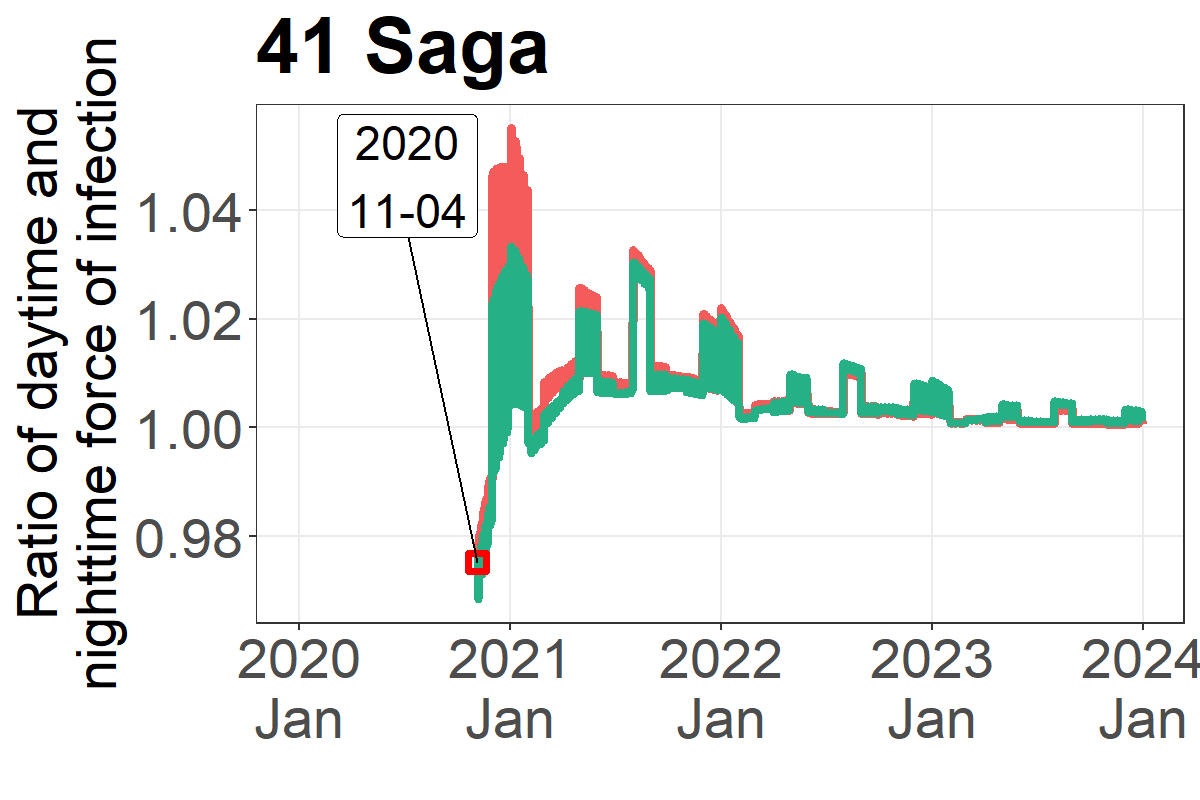 41 Saga
Ratio of daytime and
nighttime force of infection
2020
11-04
1.04
1.02
1.00
0.98
2020
Jan
2021
Jan
2022
Jan
2023
Jan
2024
Jan